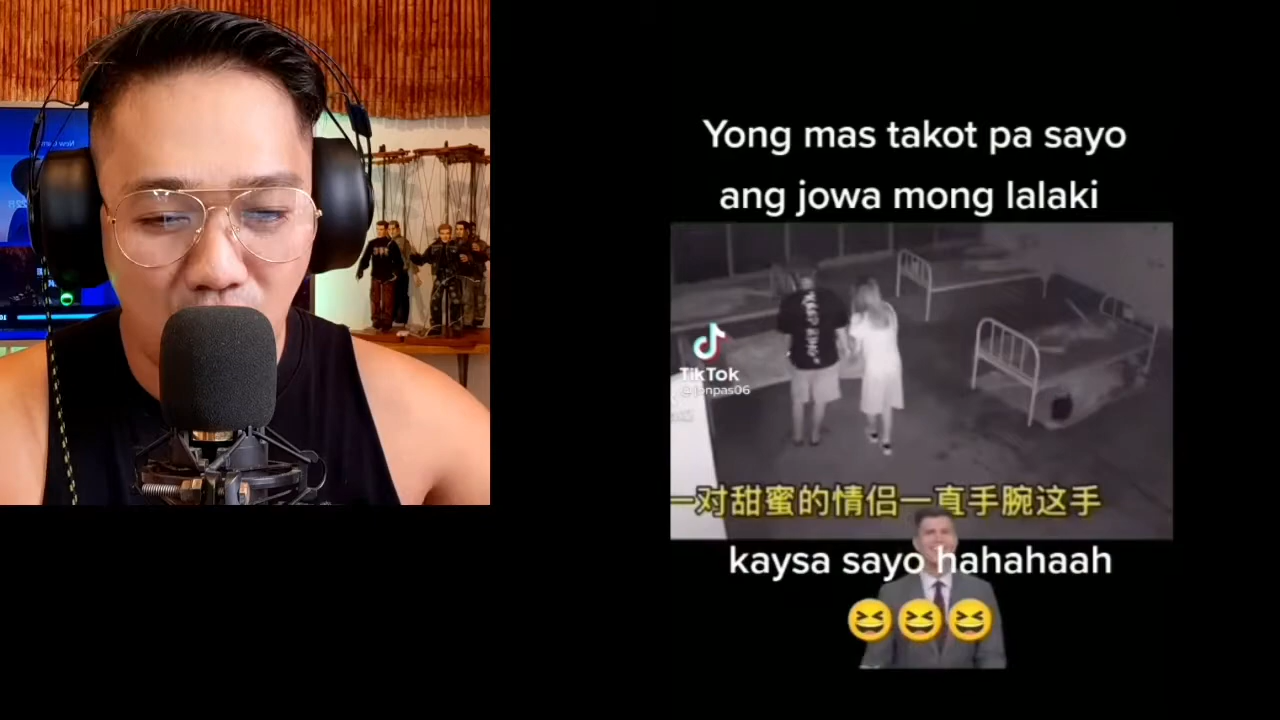 Yong mas takot pa sayo
ang jowa mong lalaki
TikTok
@jonpas06
一对甜蜜的情侣一直手腕这手
kaysa sayo hahahaah
😆😆😆